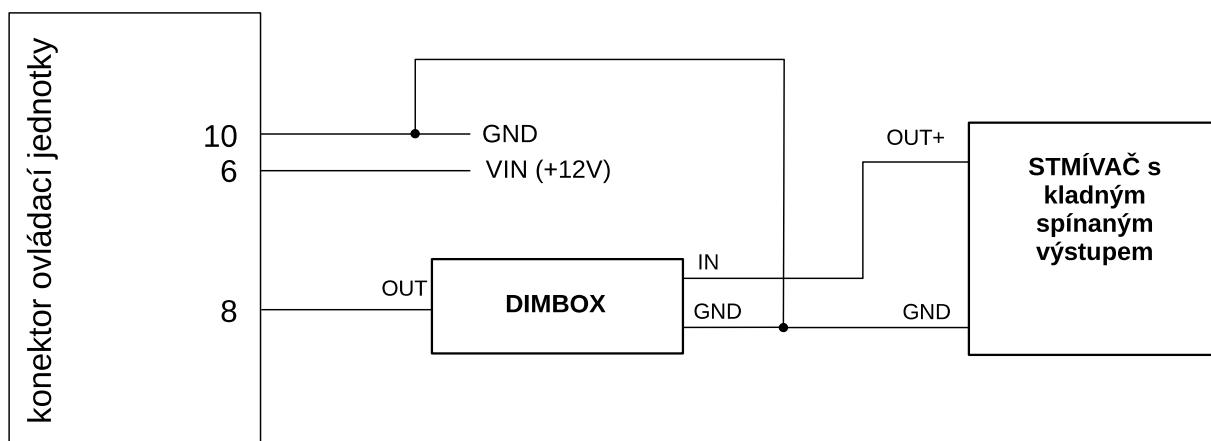 konektor ovládací jednotky
10
GND
6
VIN (+12V)
8
OUT
DIMBOX
IN
GND
OUT+
GND
STMÍVAČ s
kladným
spínaným
výstupem